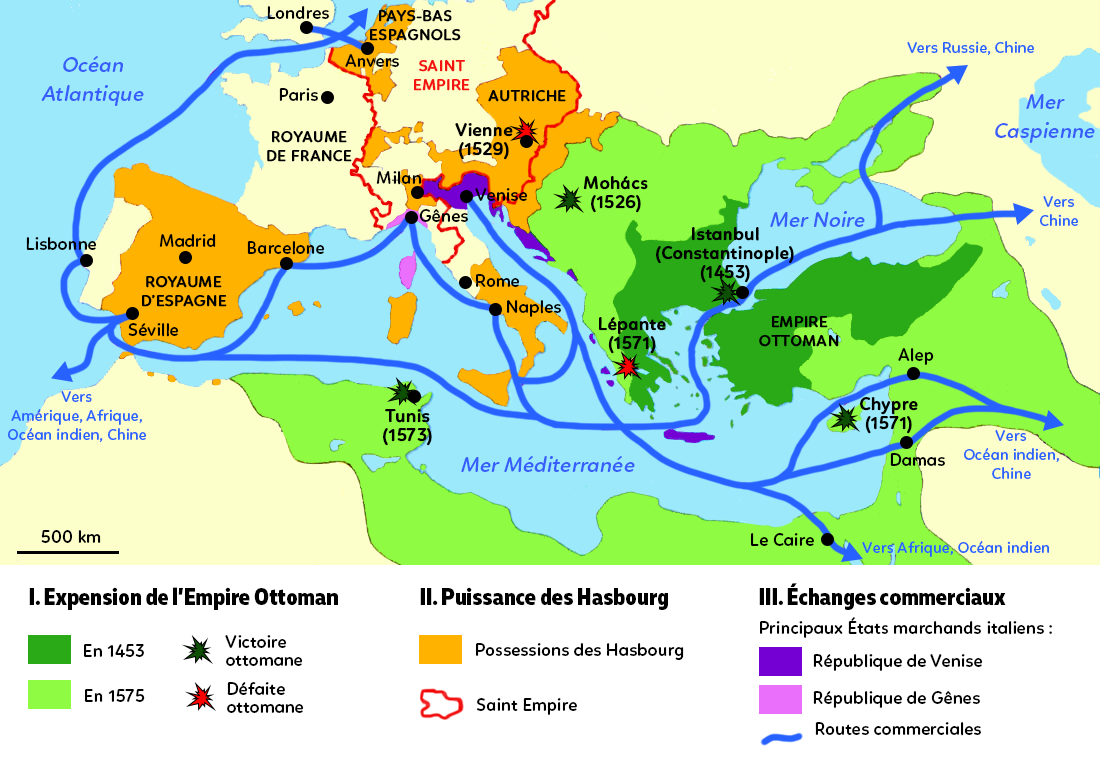 Londres
PAYS-BAS
ESPAGNOLS
Anvers
Océan
Atlantique
SAINT
EMPIRE
Paris
AUTRICHE
ROYAUME
DE FRANCE
Vienne
(1529)
Vers Russie, Chine
Mer
Caspienne
Milan
Venise
Mohács
(1526)
Gênes
Mer Noire
Vers
Chine
Lisbonne
Madrid
Barcelone
Istanbul
(Constantinople)
(1453)
ROYAUME
D'ESPAGNE
Rome
Naples
Séville
Lépante
(1571)
EMPIRE
OTTOMAN
Alep
Vers
Amérique, Afrique,
Océan indien, Chine
Tunis
(1573)
Chypre
(1571)
Damas
Vers
Océan indien,
Chine
Mer Méditerranée
500 km
Le Caire
Vers Afrique, Océan indien
I. Expension de l'Empire Ottoman
En 1453
Victoire
ottomane
En 1575
Défaite
ottomane
II. Puissance des Hasbourg
Possessions des Hasbourg
Saint Empire
III. Échanges commerciaux
Principaux États marchands italiens :
République de Venise
République de Gênes
Routes commerciales